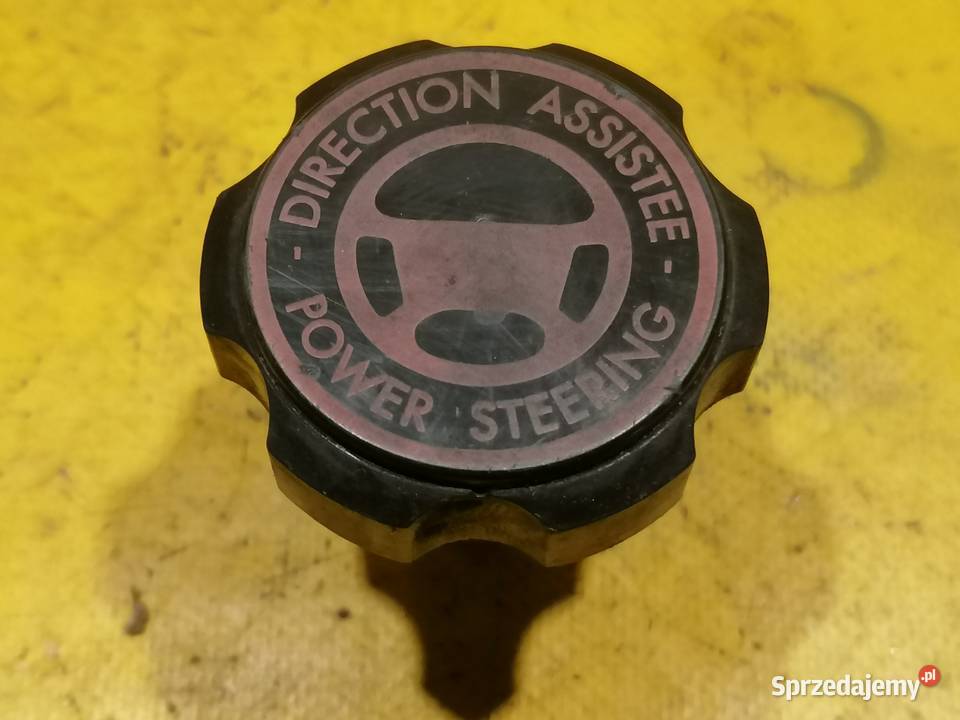 - DIRECTION ASSISTEE -
POWER STEERING
Sprzedajemy.pl